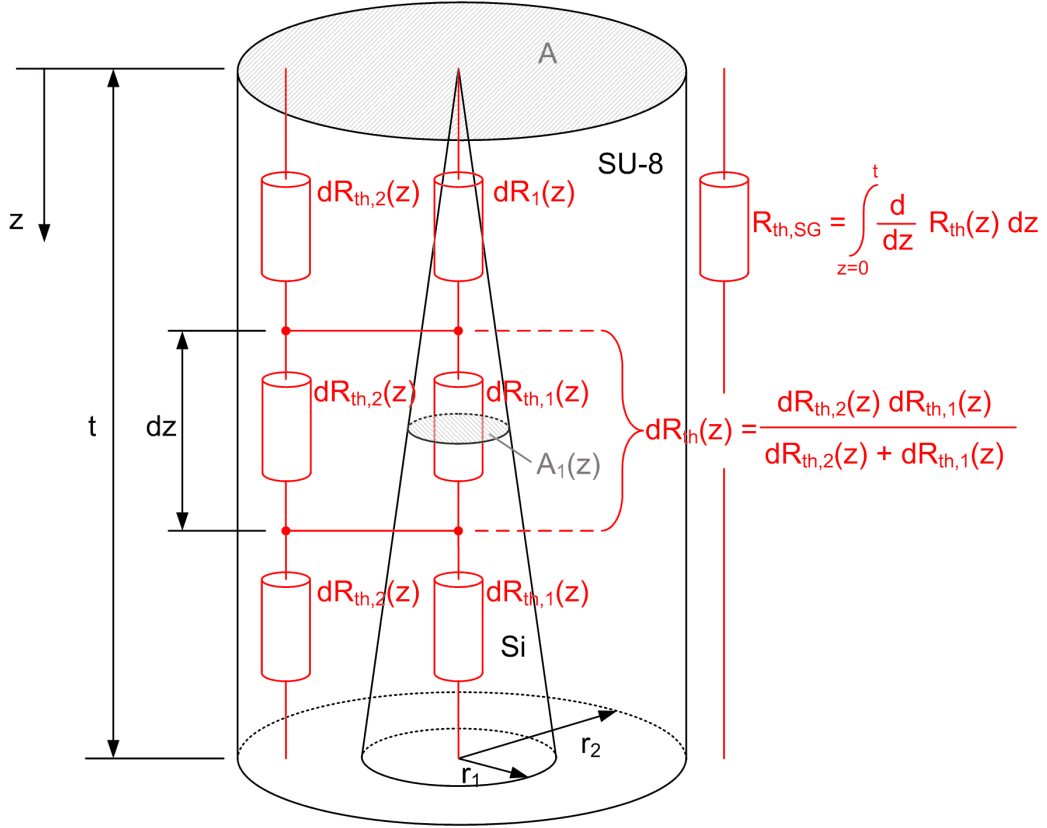 A
SU-8
z
dR_th,2(z)
dR_1(z)
R_th,SG = ∫_{z=0}^{t} d/dz R_th(z) dz
t
dz
dR_th,2(z)
dR_th,1(z)
dR_th(z) = dR_th,2(z) dR_th,1(z) / dR_th,2(z) + dR_th,1(z)
A_1(z)
dR_th,2(z)
dR_th,1(z)
Si
r_2
r_1